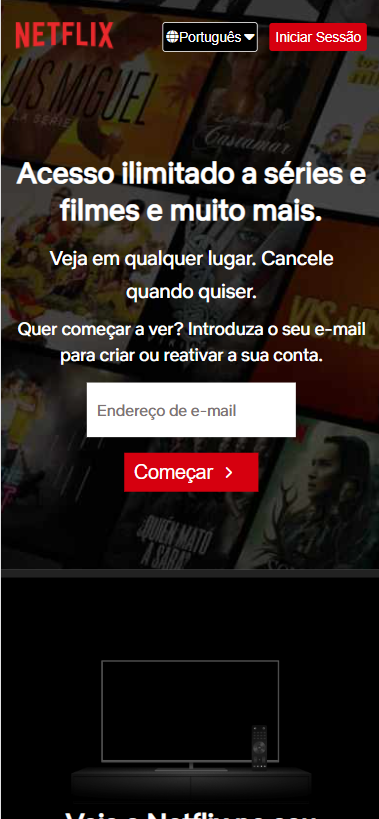 NETFLIX
Português
Iniciar Sessão
LUIS MIGUEL
LA SERIE
Castamar
Acesso ilimitado a séries e
filmes e muito mais.
Veja em qualquer lugar. Cancele
quando quiser.
VIS
Quer começar a ver? Introduza o seu e-mail
para criar ou reativar a sua conta.
Endereço de e-mail
Começar
¿QUIÉN MATÓ
A SARA?